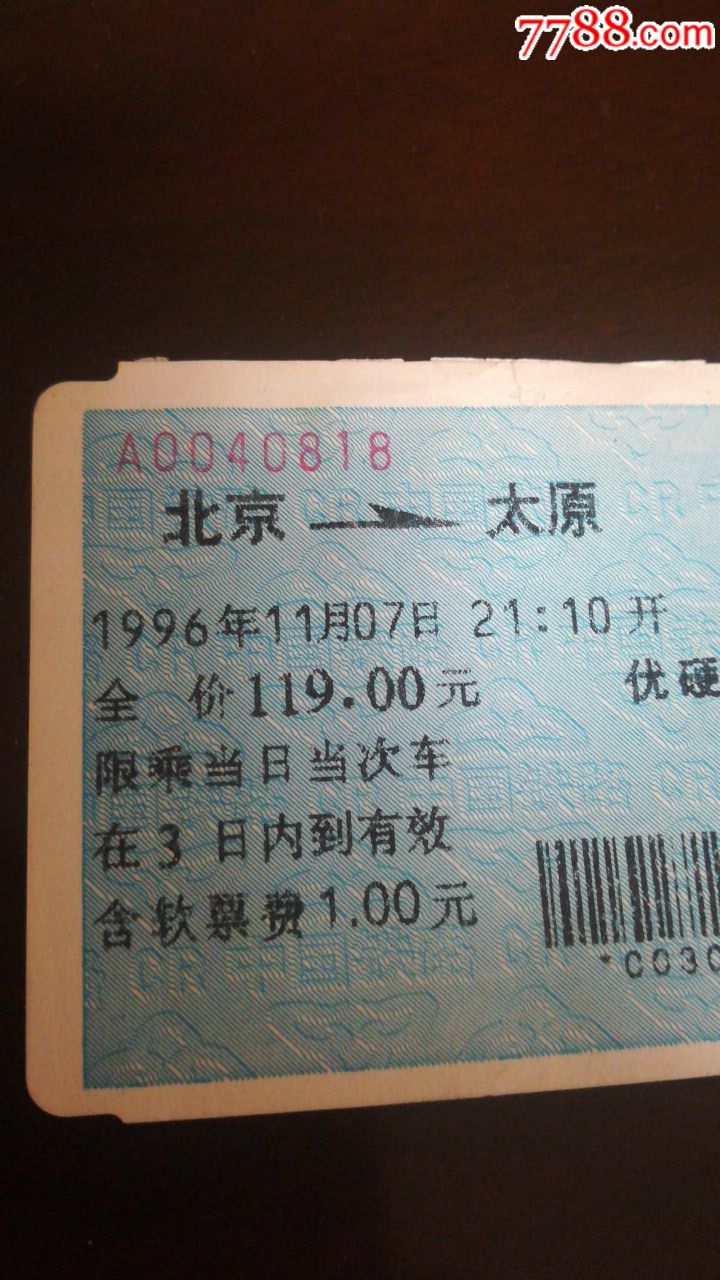 7788.com
A0040818
北京 → 太原
1996年11月07日 21:10开
全 价119.00元 优硬
限乘当日当次车
在3 日内到有效
含软票费1.00元
*C030